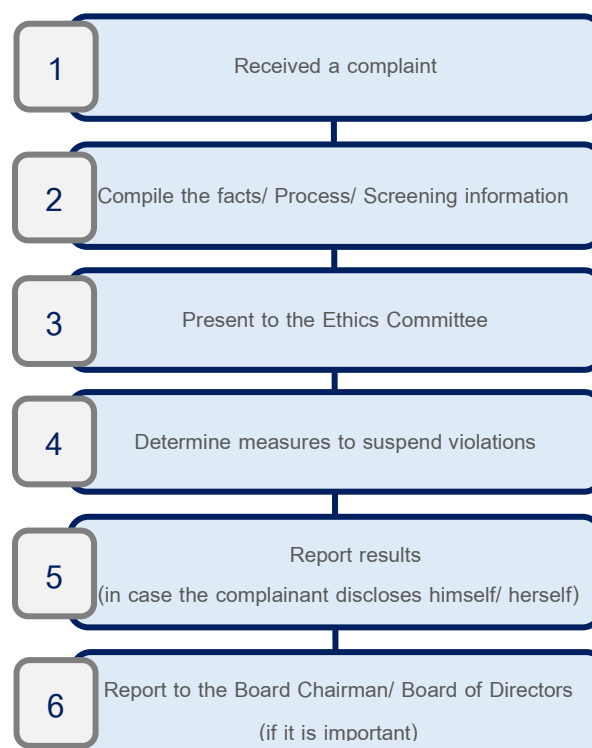 1
Received a complaint
2
Compile the facts/ Process/ Screening information
3
Present to the Ethics Committee
4
Determine measures to suspend violations
5
Report results
(in case the complainant discloses himself/ herself)
6
Report to the Board Chairman/ Board of Directors
(if it is important)